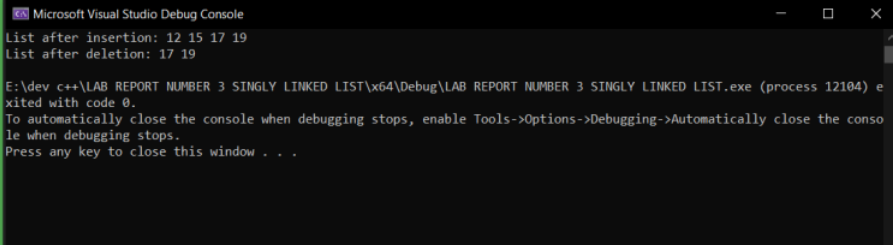 Microsoft Visual Studio Debug Console
List after insertion: 12 15 17 19
List after deletion: 17 19
E:\dev c++\LAB REPORT NUMBER 3 SINGLY LINKED LIST\x64\Debug\LAB REPORT NUMBER 3 SINGLY LINKED LIST.exe (process 12104) e
xited with code 0.
To automatically close the console when debugging stops, enable Tools->Options->Debugging->Automatically close the conso
le when debugging stops.
Press any key to close this window . . .